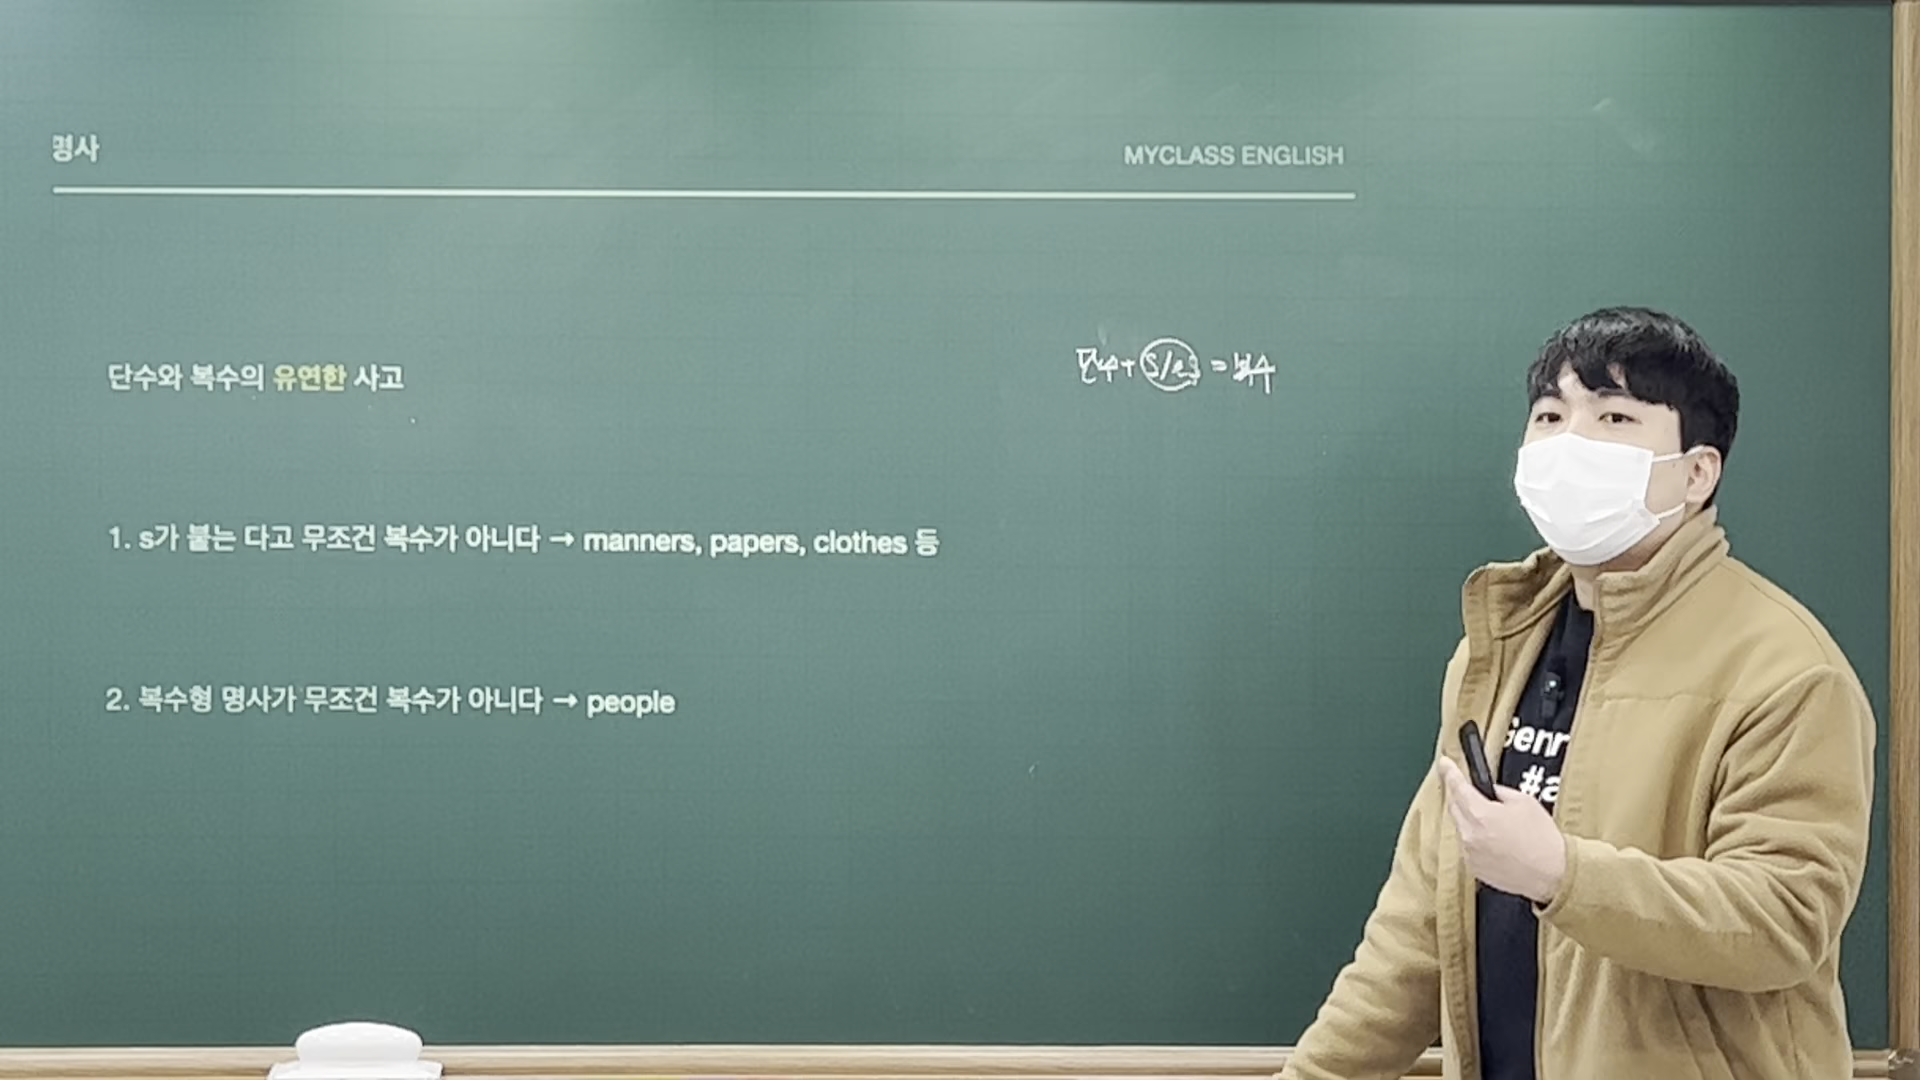 명사
MYCLASS ENGLISH
단수와 복수의 유연한 사고
단수+s/es=복수
1. s가 붙는 다고 무조건 복수가 아니다 → manners, papers, clothes 등
2. 복수형 명사가 무조건 복수가 아니다 → people
#a